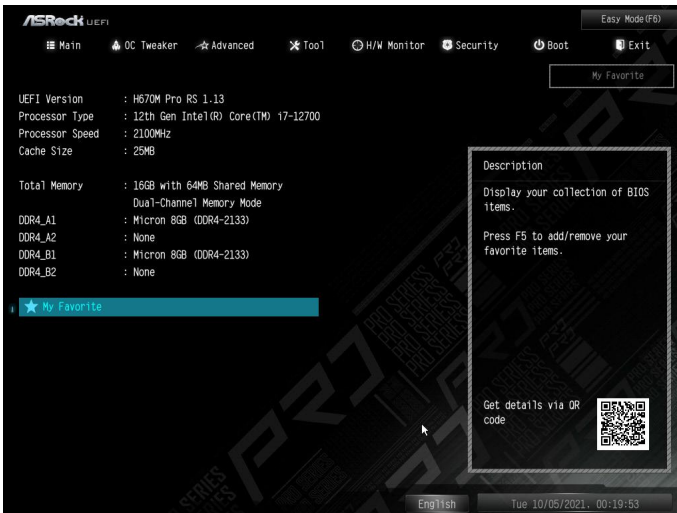 ASRock UEFI
Easy Mode(F6)
Main OC Tweaker Advanced Tool H/W Monitor Security Boot Exit
My Favorite
UEFI Version : H670M Pro RS 1.13
Processor Type : 12th Gen Intel(R) Core(TM) i7-12700
Processor Speed : 2100MHz
Cache Size : 25MB
Total Memory : 16GB with 64MB Shared Memory
Dual-Channel Memory Mode
DDR4_A1 : Micron 8GB (DDR4-2133)
DDR4_A2 : None
DDR4_B1 : Micron 8GB (DDR4-2133)
DDR4_B2 : None
My Favorite
Description
Display your collection of BIOS
items.
Press F5 to add/remove your
favorite items.
Get details via QR
code
PRO SERIES
English
Tue 10/05/2021. 00:19:53